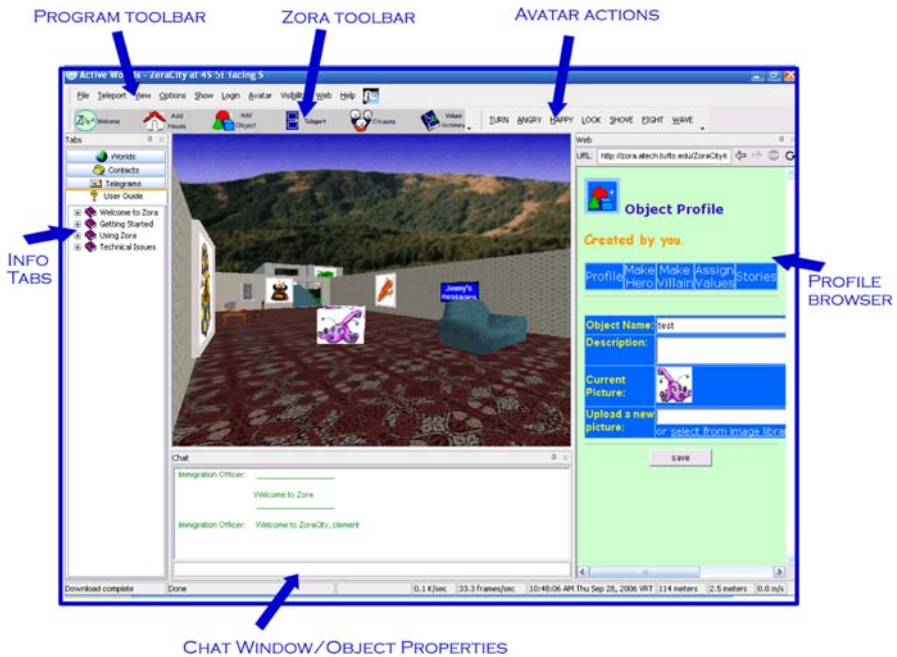 PROGRAM TOOLBAR
ZORA TOOLBAR
AVATAR ACTIONS
Active Worlds - ZoraCity at 4S 5E facing S
File Teleport View Options Show Login Avatar Visibility Web Help
Zora Welcome Add House Add Object Teleport Citizens Values Dictionary TURN ANGRY HAPPY LOOK SHOVE FIGHT WAVE
Tabs
Web
Worlds
Contacts
Telegrams
User Guide
Welcome to Zora
Getting Started
Using Zora
Technical Issues
INFO
TABS
Jimmy's
messages
URL: http://zora.atech.tufts.edu/ZoraCity/
Object Profile
Created by you.
Profile Make Hero Make Villain Assign Values Stories
Object Name: test
Description:
Current
Picture:
Upload a new
picture:
or select from image libra
save
PROFILE
BROWSER
Chat
Immigration Officer:
Welcome to Zora
Immigration Officer: Welcome to ZoraCity, clement
Download complete Done 0.1 K/sec 33.3 frames/sec 10:48:06 AM Thu Sep 28, 2006 VRT 114 meters 2.5 meters 0.0 m/s
CHAT WINDOW/OBJECT PROPERTIES